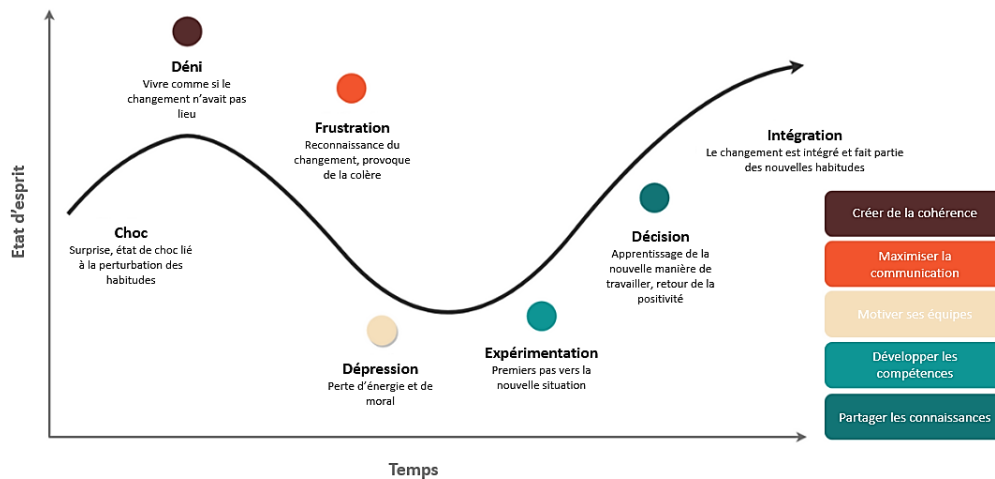 Déni
Vivre comme si le
changement n'avait pas
lieu
Frustration
Reconnaissance du
changement, provoque
de la colère
Choc
Surprise, état de choc lié
à la perturbation des
habitudes
Dépression
Perte d'énergie et de
moral
Expérimentation
Premiers pas vers la
nouvelle situation
Décision
Apprentissage de la
nouvelle manière de
travailler, retour de la
positivité
Intégration
Le changement est intégré et fait partie
des nouvelles habitudes
Créer de la cohérence
Maximiser la
communication
Motiver ses équipes
Développer les
compétences
Partager les connaissances
Etat d'esprit
Temps